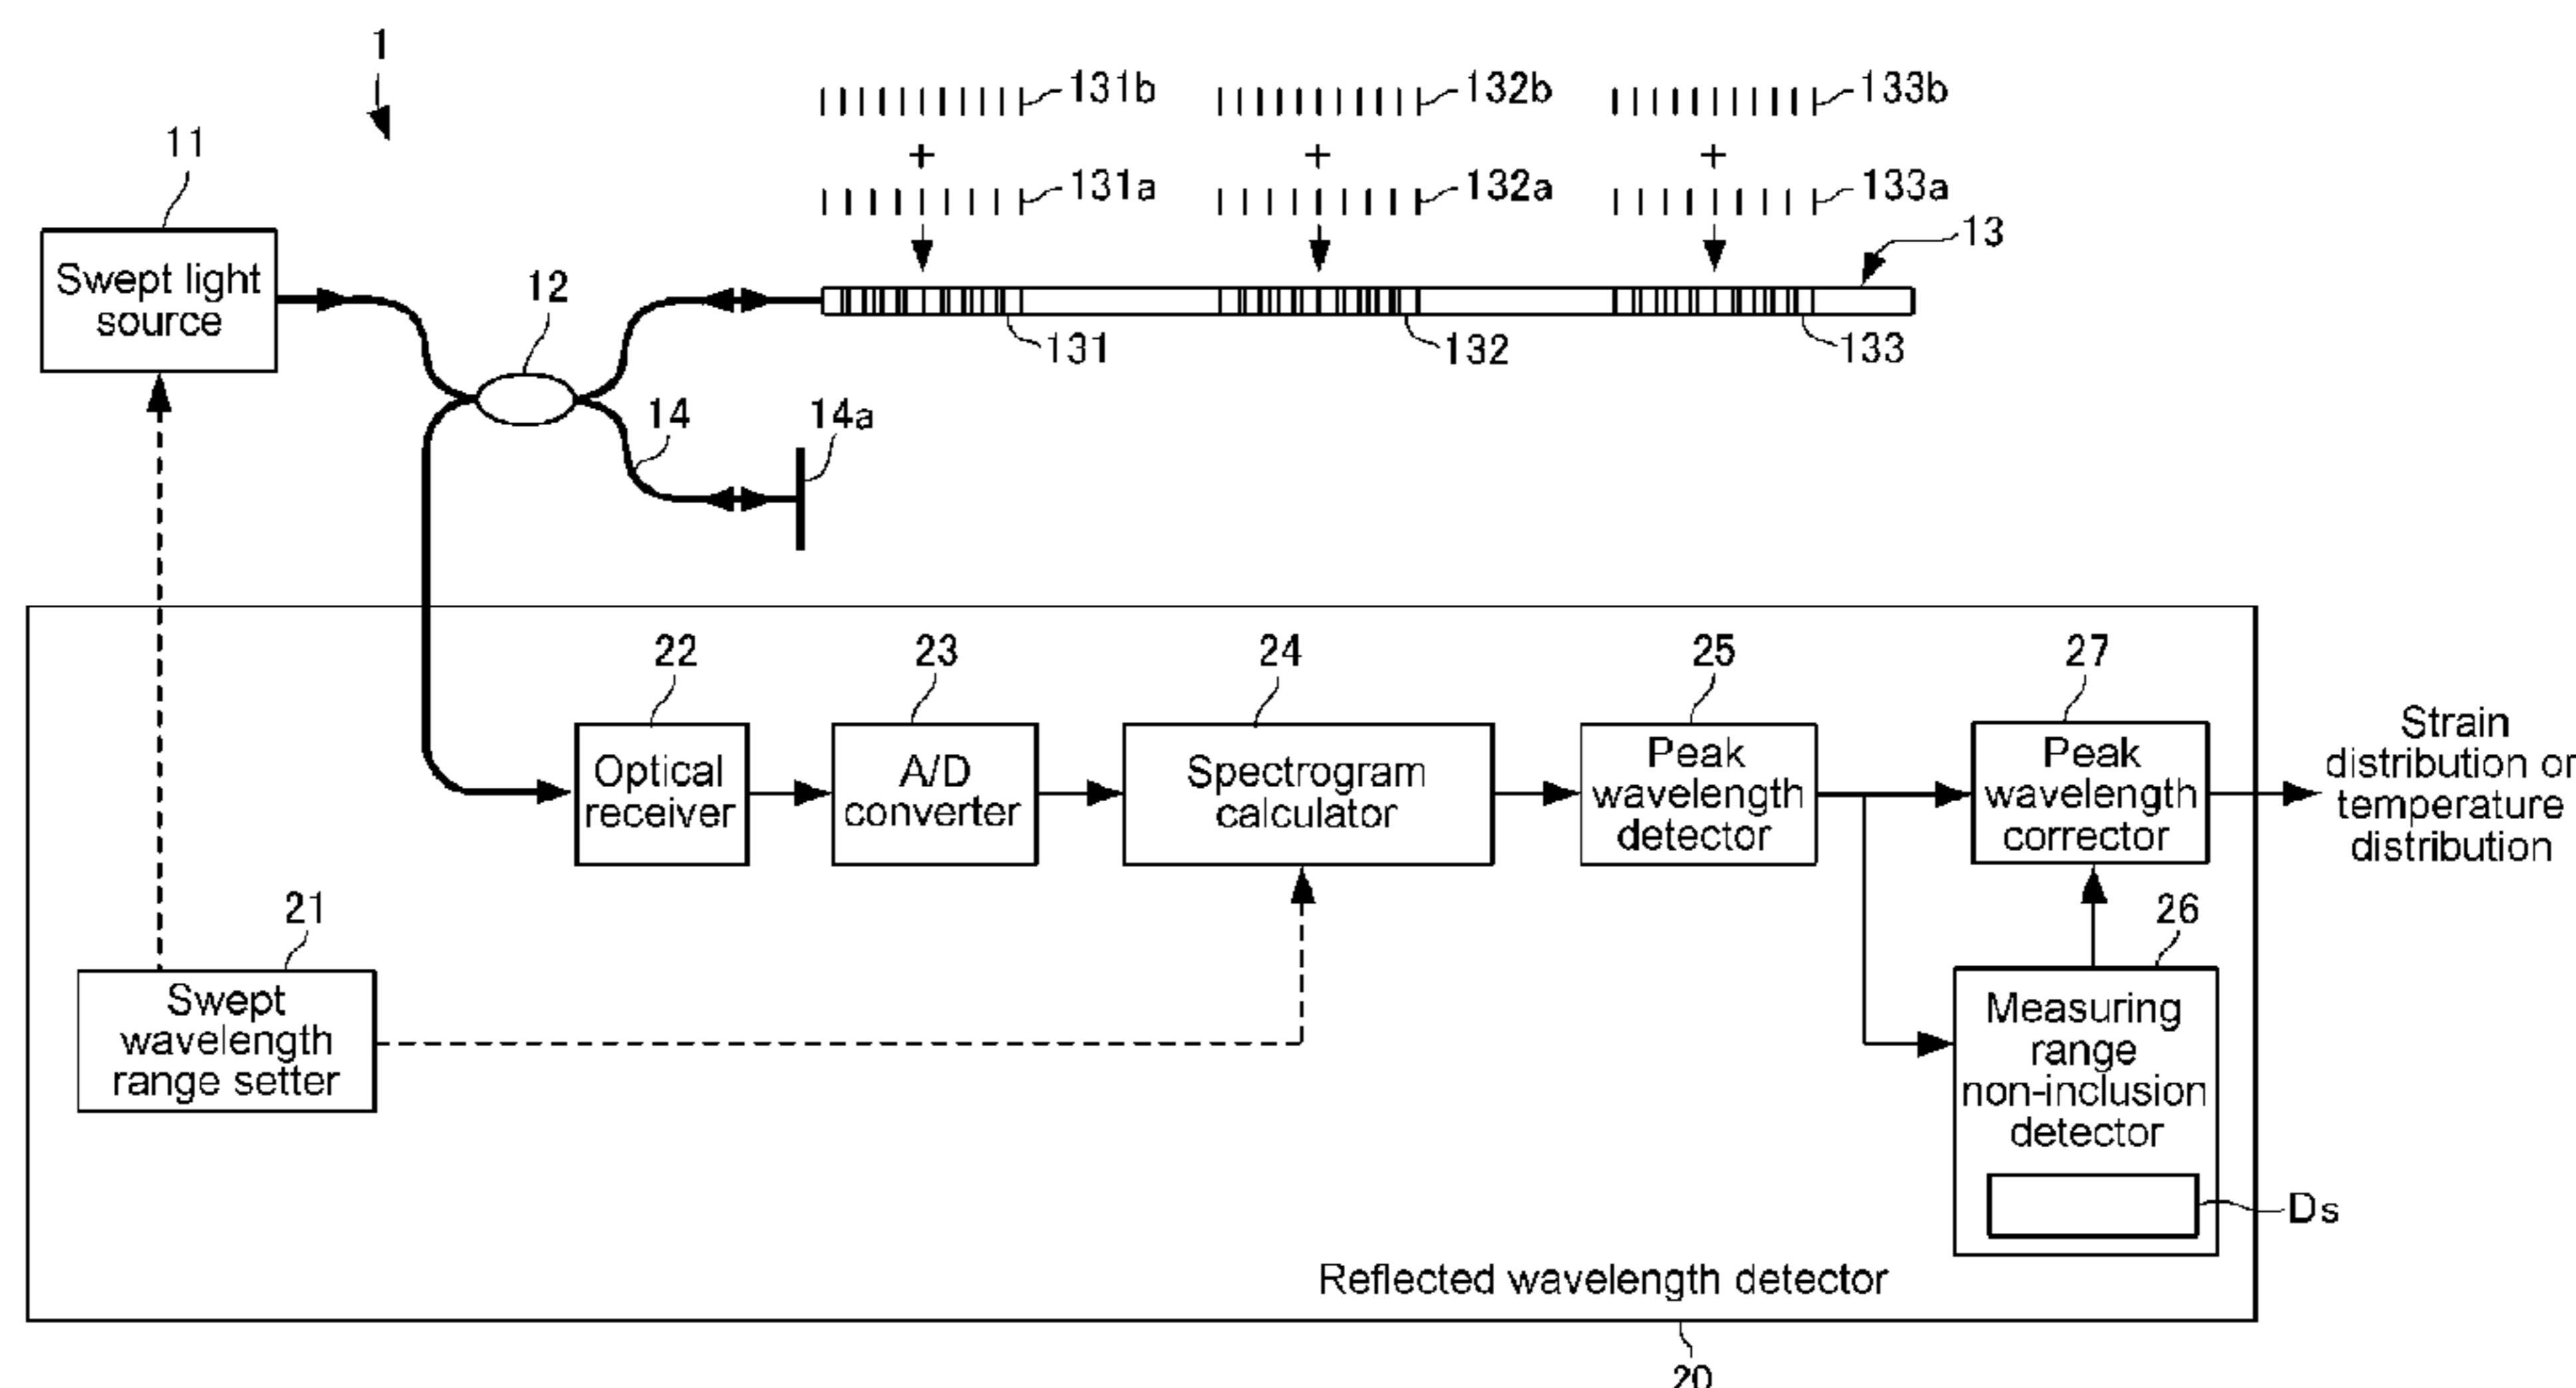 1
131b
132b
133b
+
+
+
11
131a
132a
133a
13
Swept light
source
12
131
132
133
14
14a
22
23
24
25
27
Optical
receiver
A/D
converter
Spectrogram
calculator
Peak
wavelength
detector
Peak
wavelength
corrector
Strain
distribution or
temperature
distribution
21
26
Swept
wavelength
range setter
Measuring
range
non-inclusion
detector
Ds
Reflected wavelength detector
20